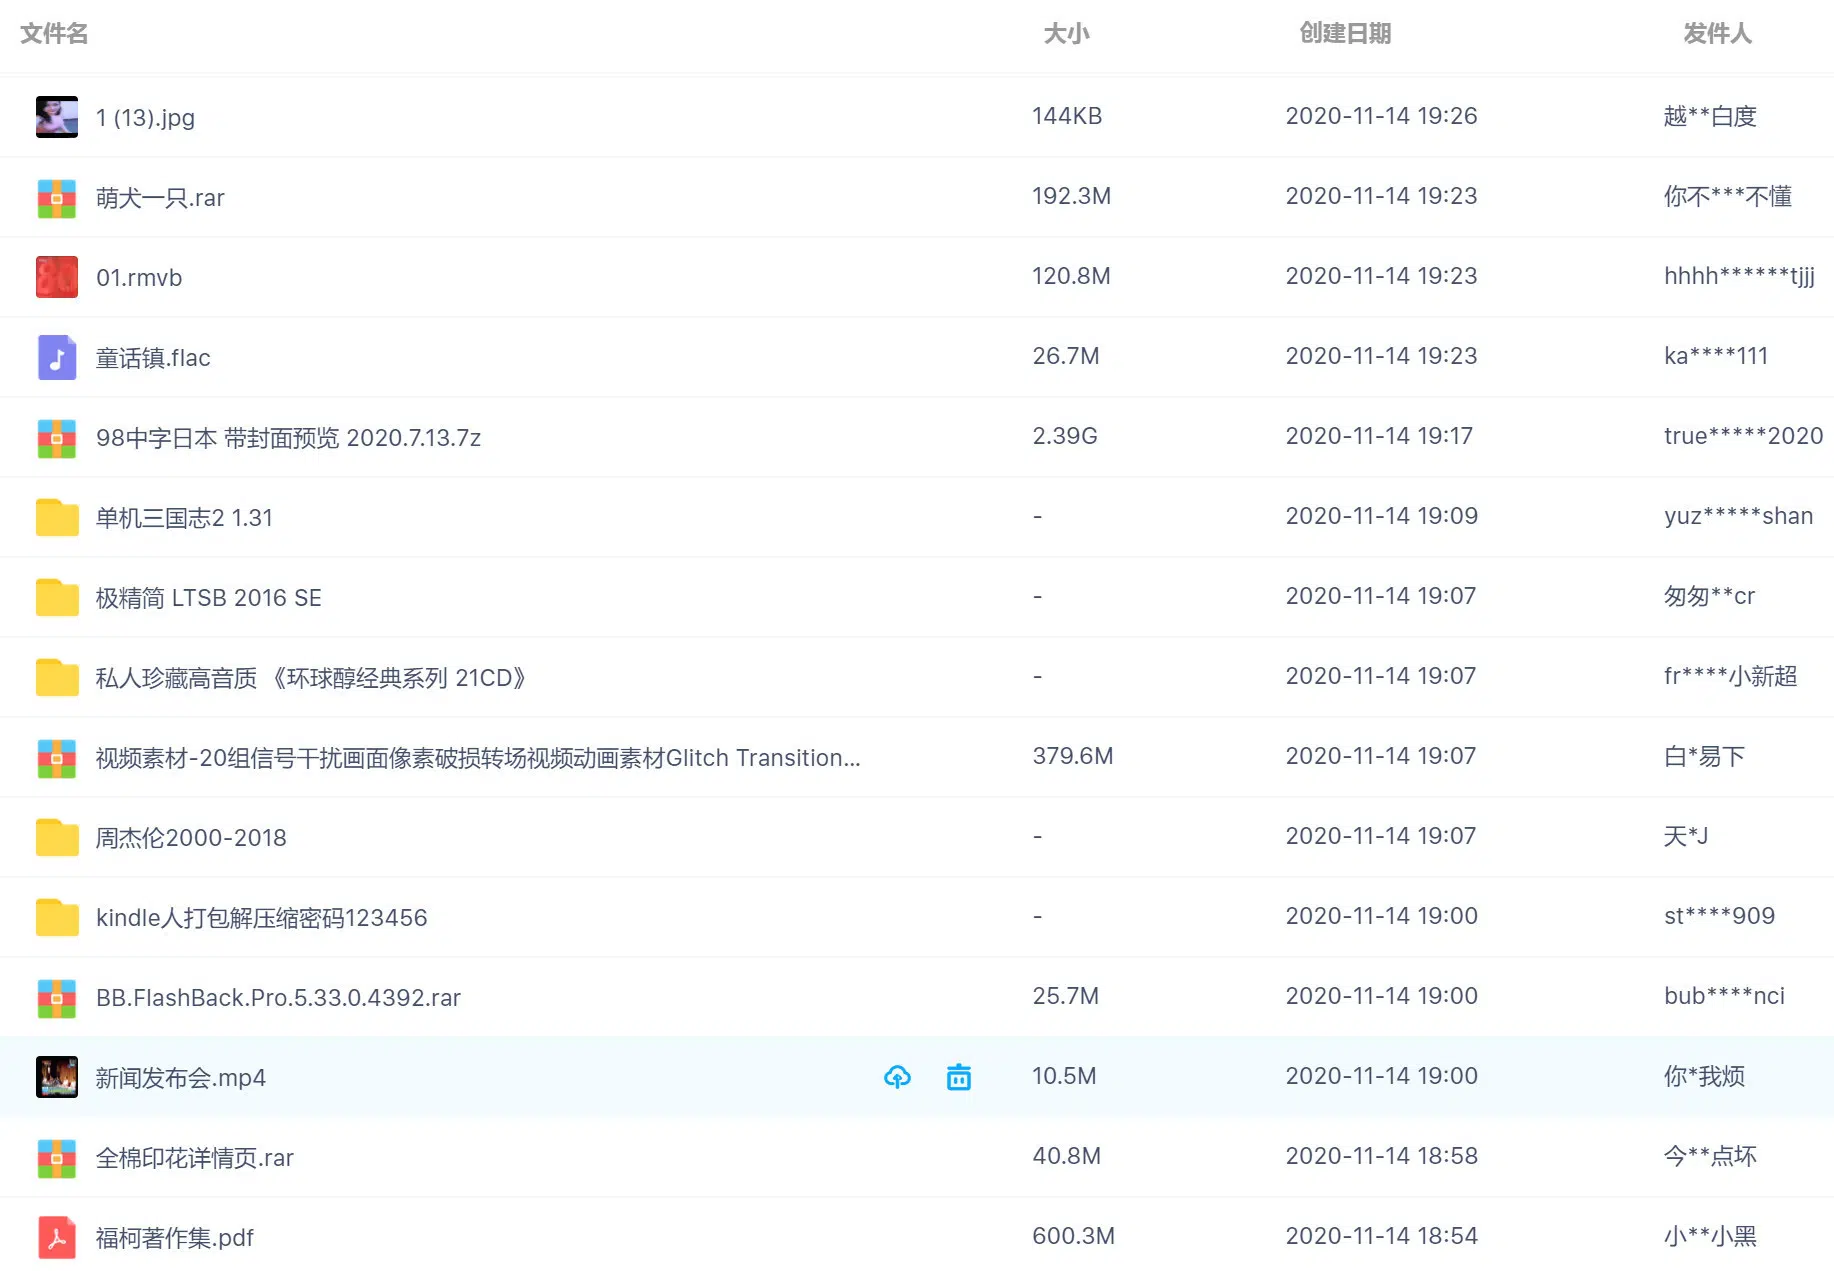 文件名 大小 创建日期 发件人
1 (13).jpg 144KB 2020-11-14 19:26 越**白度
萌犬一只.rar 192.3M 2020-11-14 19:23 你不***不懂
01.rmvb 120.8M 2020-11-14 19:23 hhhh******tjjj
童话镇.flac 26.7M 2020-11-14 19:23 ka****111
98中字日本 带封面预览 2020.7.13.7z 2.39G 2020-11-14 19:17 true*****2020
单机三国志2 1.31 - 2020-11-14 19:09 yuz*****shan
极精简 LTSB 2016 SE - 2020-11-14 19:07 匆匆**cr
私人珍藏高音质 《环球醇经典系列 21CD》 - 2020-11-14 19:07 fr****小新超
视频素材-20组信号干扰画面像素破损转场视频动画素材Glitch Transition... 379.6M 2020-11-14 19:07 白*易下
周杰伦2000-2018 - 2020-11-14 19:07 天*J
kindle人打包解压缩密码123456 - 2020-11-14 19:00 st****909
BB.FlashBack.Pro.5.33.0.4392.rar 25.7M 2020-11-14 19:00 bub****nci
新闻发布会.mp4 10.5M 2020-11-14 19:00 你*我烦
全棉印花详情页.rar 40.8M 2020-11-14 18:58 今**点坏
福柯著作集.pdf 600.3M 2020-11-14 18:54 小**小黑